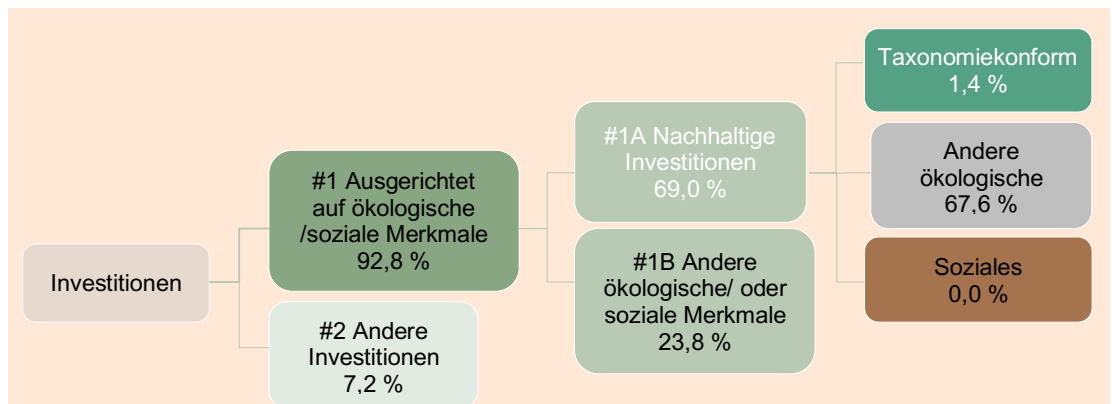 Investitionen
#1 Ausgerichtet
auf ökologische
/soziale Merkmale
92,8 %
#2 Andere
Investitionen
7,2 %
#1A Nachhaltige
Investitionen
69,0 %
#1B Andere
ökologische/ oder
soziale Merkmale
23,8 %
Taxonomiekonform
1,4 %
Andere
ökologische
67,6 %
Soziales
0,0 %